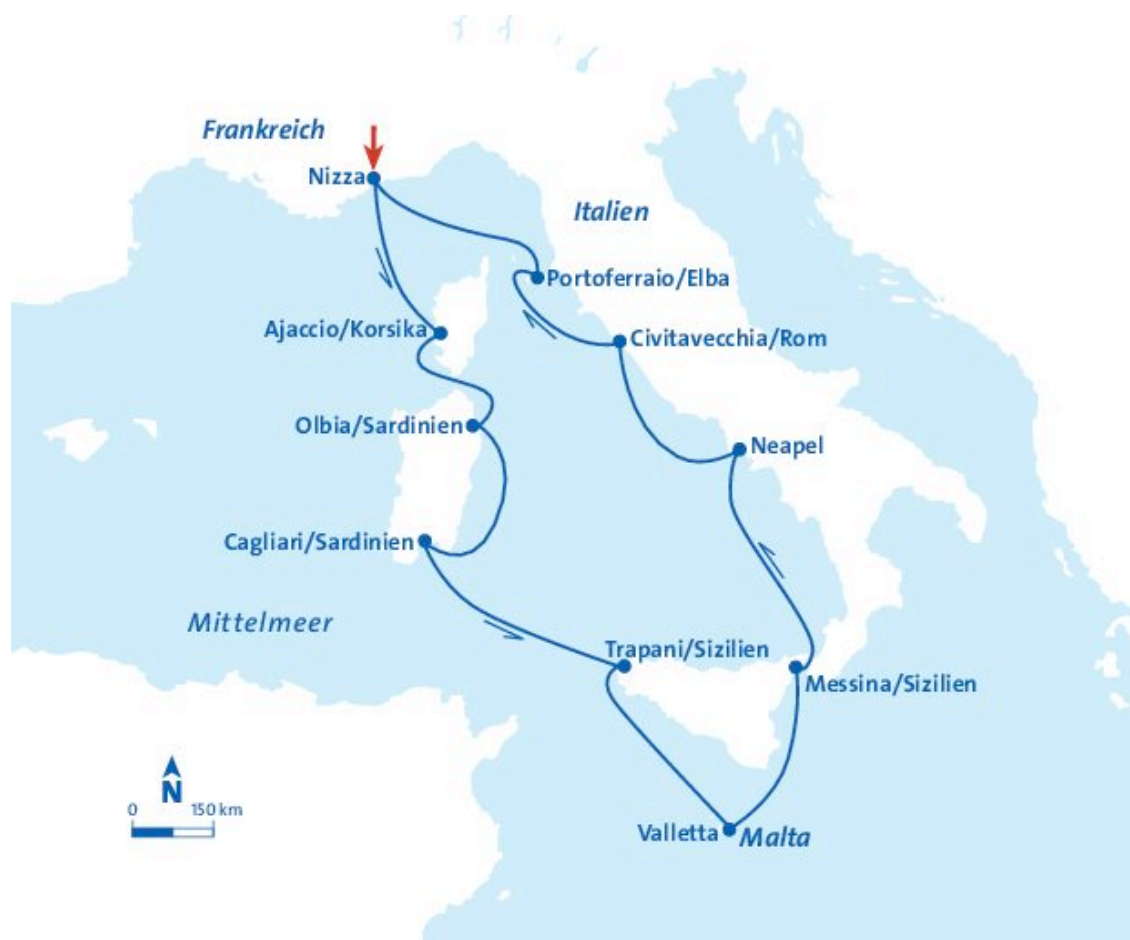 Frankreich
Nizza
Italien
Portoferraio/Elba
Ajaccio/Korsika
Civitavecchia/Rom
Olbia/Sardinien
Neapel
Cagliari/Sardinien
Mittelmeer
Trapani/Sizilien
Messina/Sizilien
N
0 150 km
Valletta Malta